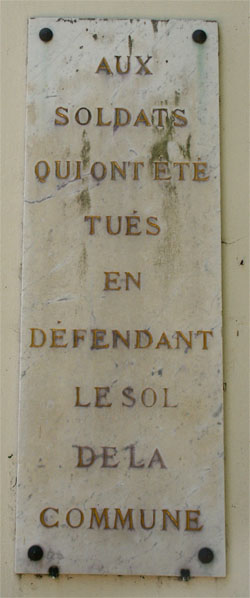 AUX
SOLDATS
QUI ONT ÉTÉ
TUÉS
EN
DÉFENDANT
LE SOL
DE LA
COMMUNE